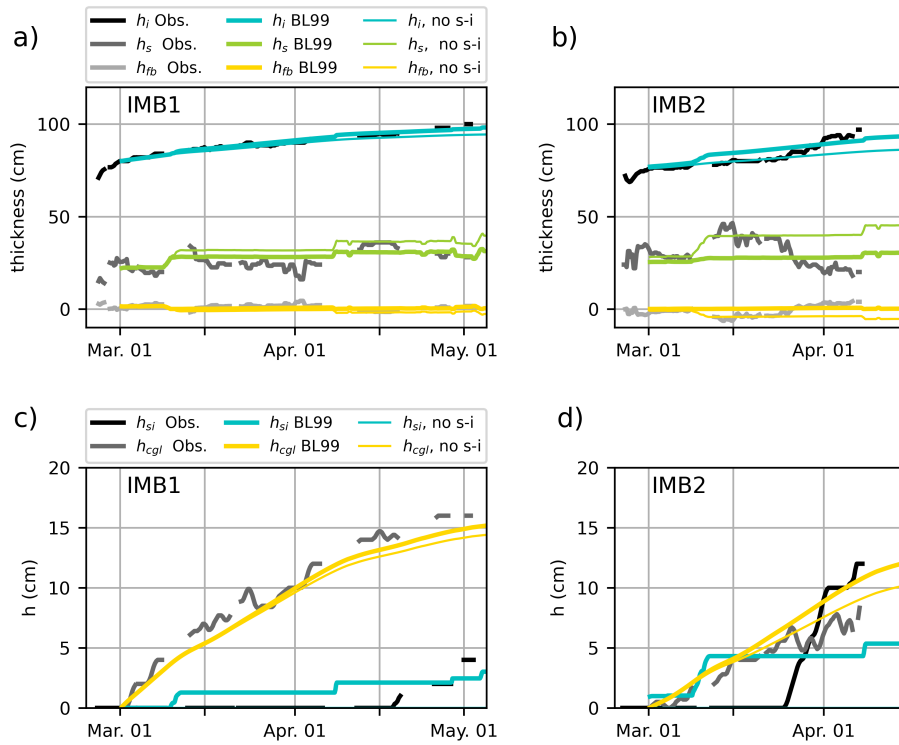 a)
h_i Obs. h_i BL99 h_i, no s-i
h_s Obs. h_s BL99 h_s, no s-i
h_fb Obs. h_fb BL99 h_fb, no s-i
b)
IMB1
IMB2
100
50
0
thickness (cm)
Mar. 01 Apr. 01 May. 01
100
50
0
thickness (cm)
Mar. 01 Apr. 01
c)
h_si Obs. h_si BL99 h_si, no s-i
h_cgl Obs. h_cgl BL99 h_cgl, no s-i
d)
IMB1
IMB2
20
15
10
5
0
h (cm)
Mar. 01 Apr. 01 May. 01
20
15
10
5
0
h (cm)
Mar. 01 Apr. 01